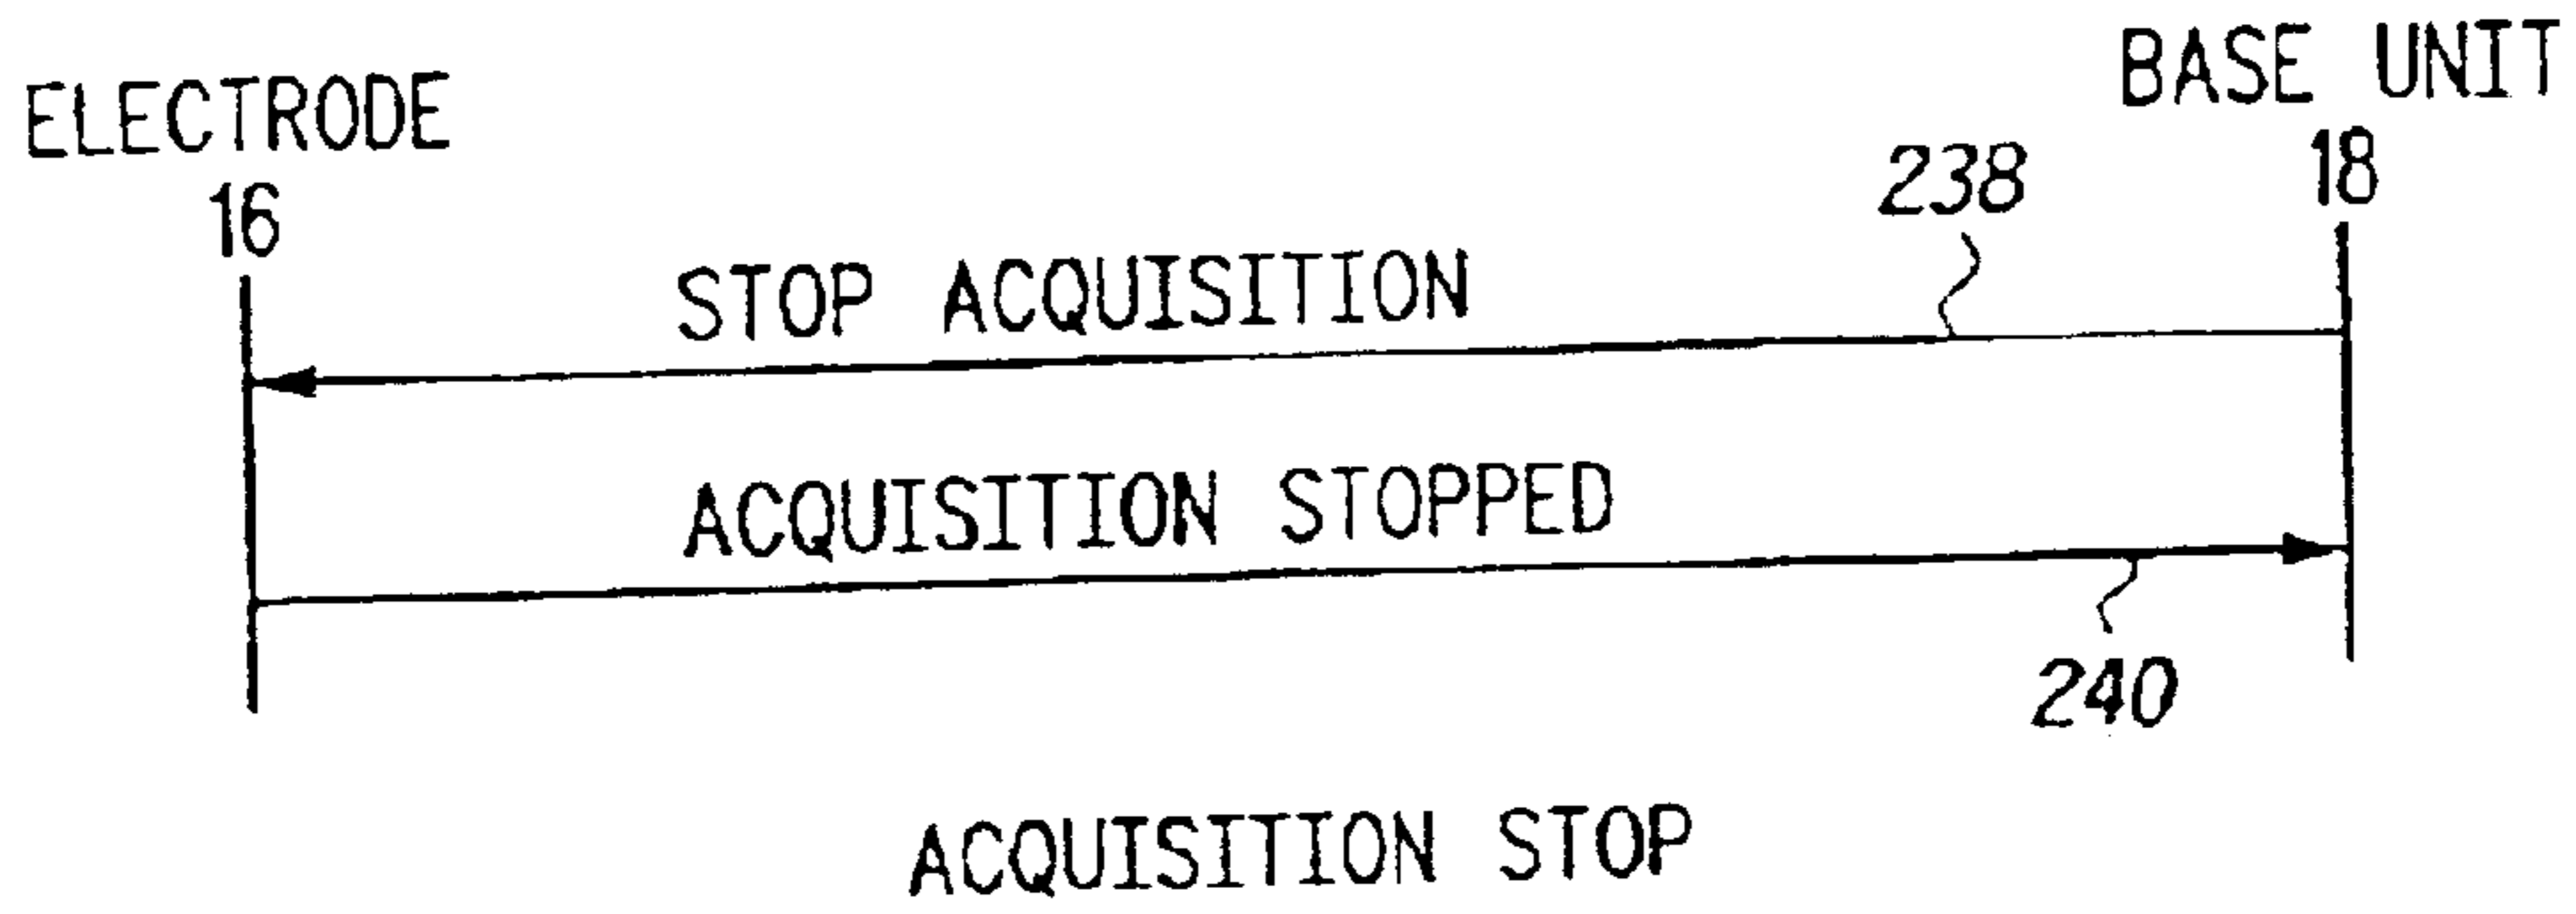 ELECTRODE
16
BASE UNIT
18
238
STOP ACQUISITION
ACQUISITION STOPPED
240
ACQUISITION STOP